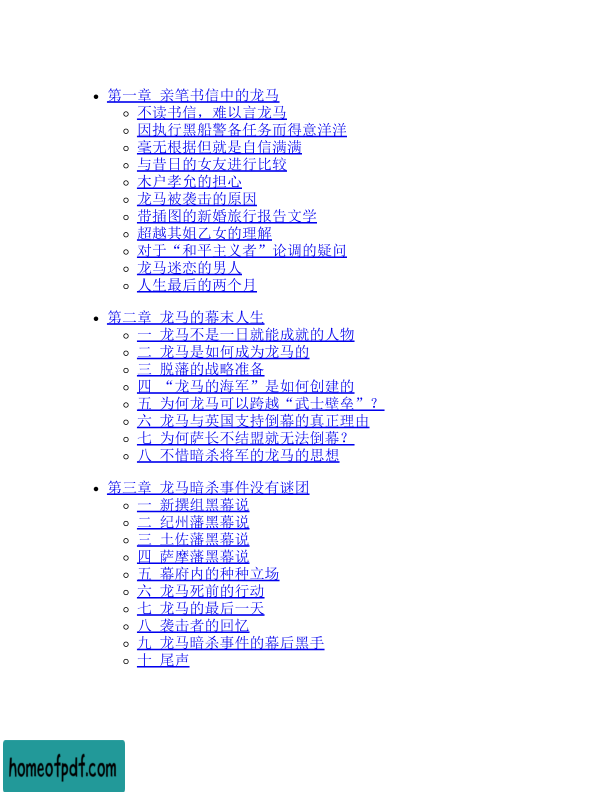 第一章 亲笔书信中的龙马
不读书信，难以言龙马
因执行黑船警备任务而得意洋洋
毫无根据但就是自信满满
与昔日的女友进行比较
木户孝允的担心
龙马被袭击的原因
带插图的新婚旅行报告文学
超越其姐乙女的理解
对于“和平主义者”论调的疑问
龙马迷恋的男人
人生最后的两个月
第二章 龙马的幕末人生
一 龙马不是一日就能成就的人物
二 龙马是如何成为龙马的
三 脱藩的战略准备
四 “龙马的海军”是如何创建的
五 为何龙马可以跨越“武士壁垒”？
六 龙马与英国支持倒幕的真正理由
七 为何萨长不结盟就无法倒幕？
八 不惜暗杀将军的龙马的思想
第三章 龙马暗杀事件没有谜团
一 新撰组黑幕说
二 纪州藩黑幕说
三 土佐藩黑幕说
四 萨摩藩黑幕说
五 幕府内的种种立场
六 龙马死前的行动
七 龙马的最后一天
八 袭击者的回忆
九 龙马暗杀事件的幕后黑手
十 尾声
homeofpdf.com